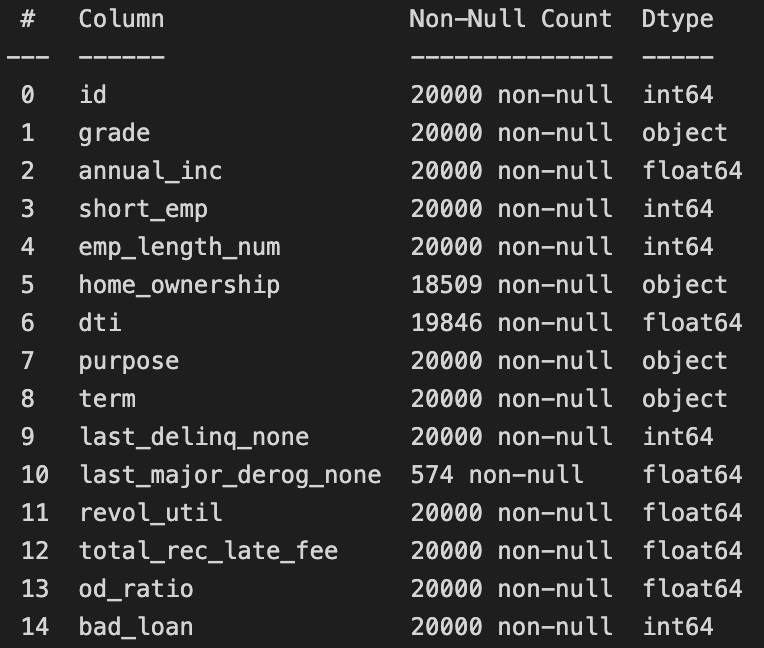 #   Column                 Non-Null Count  Dtype
---  ------                 --------------  -----
0   id                     20000 non-null  int64
1   grade                  20000 non-null  object
2   annual_inc             20000 non-null  float64
3   short_emp              20000 non-null  int64
4   emp_length_num         20000 non-null  int64
5   home_ownership         18509 non-null  object
6   dti                    19846 non-null  float64
7   purpose                20000 non-null  object
8   term                   20000 non-null  object
9   last_delinq_none       20000 non-null  int64
10  last_major_derog_none  574 non-null    float64
11  revol_util             20000 non-null  float64
12  total_rec_late_fee     20000 non-null  float64
13  od_ratio               20000 non-null  float64
14  bad_loan               20000 non-null  int64